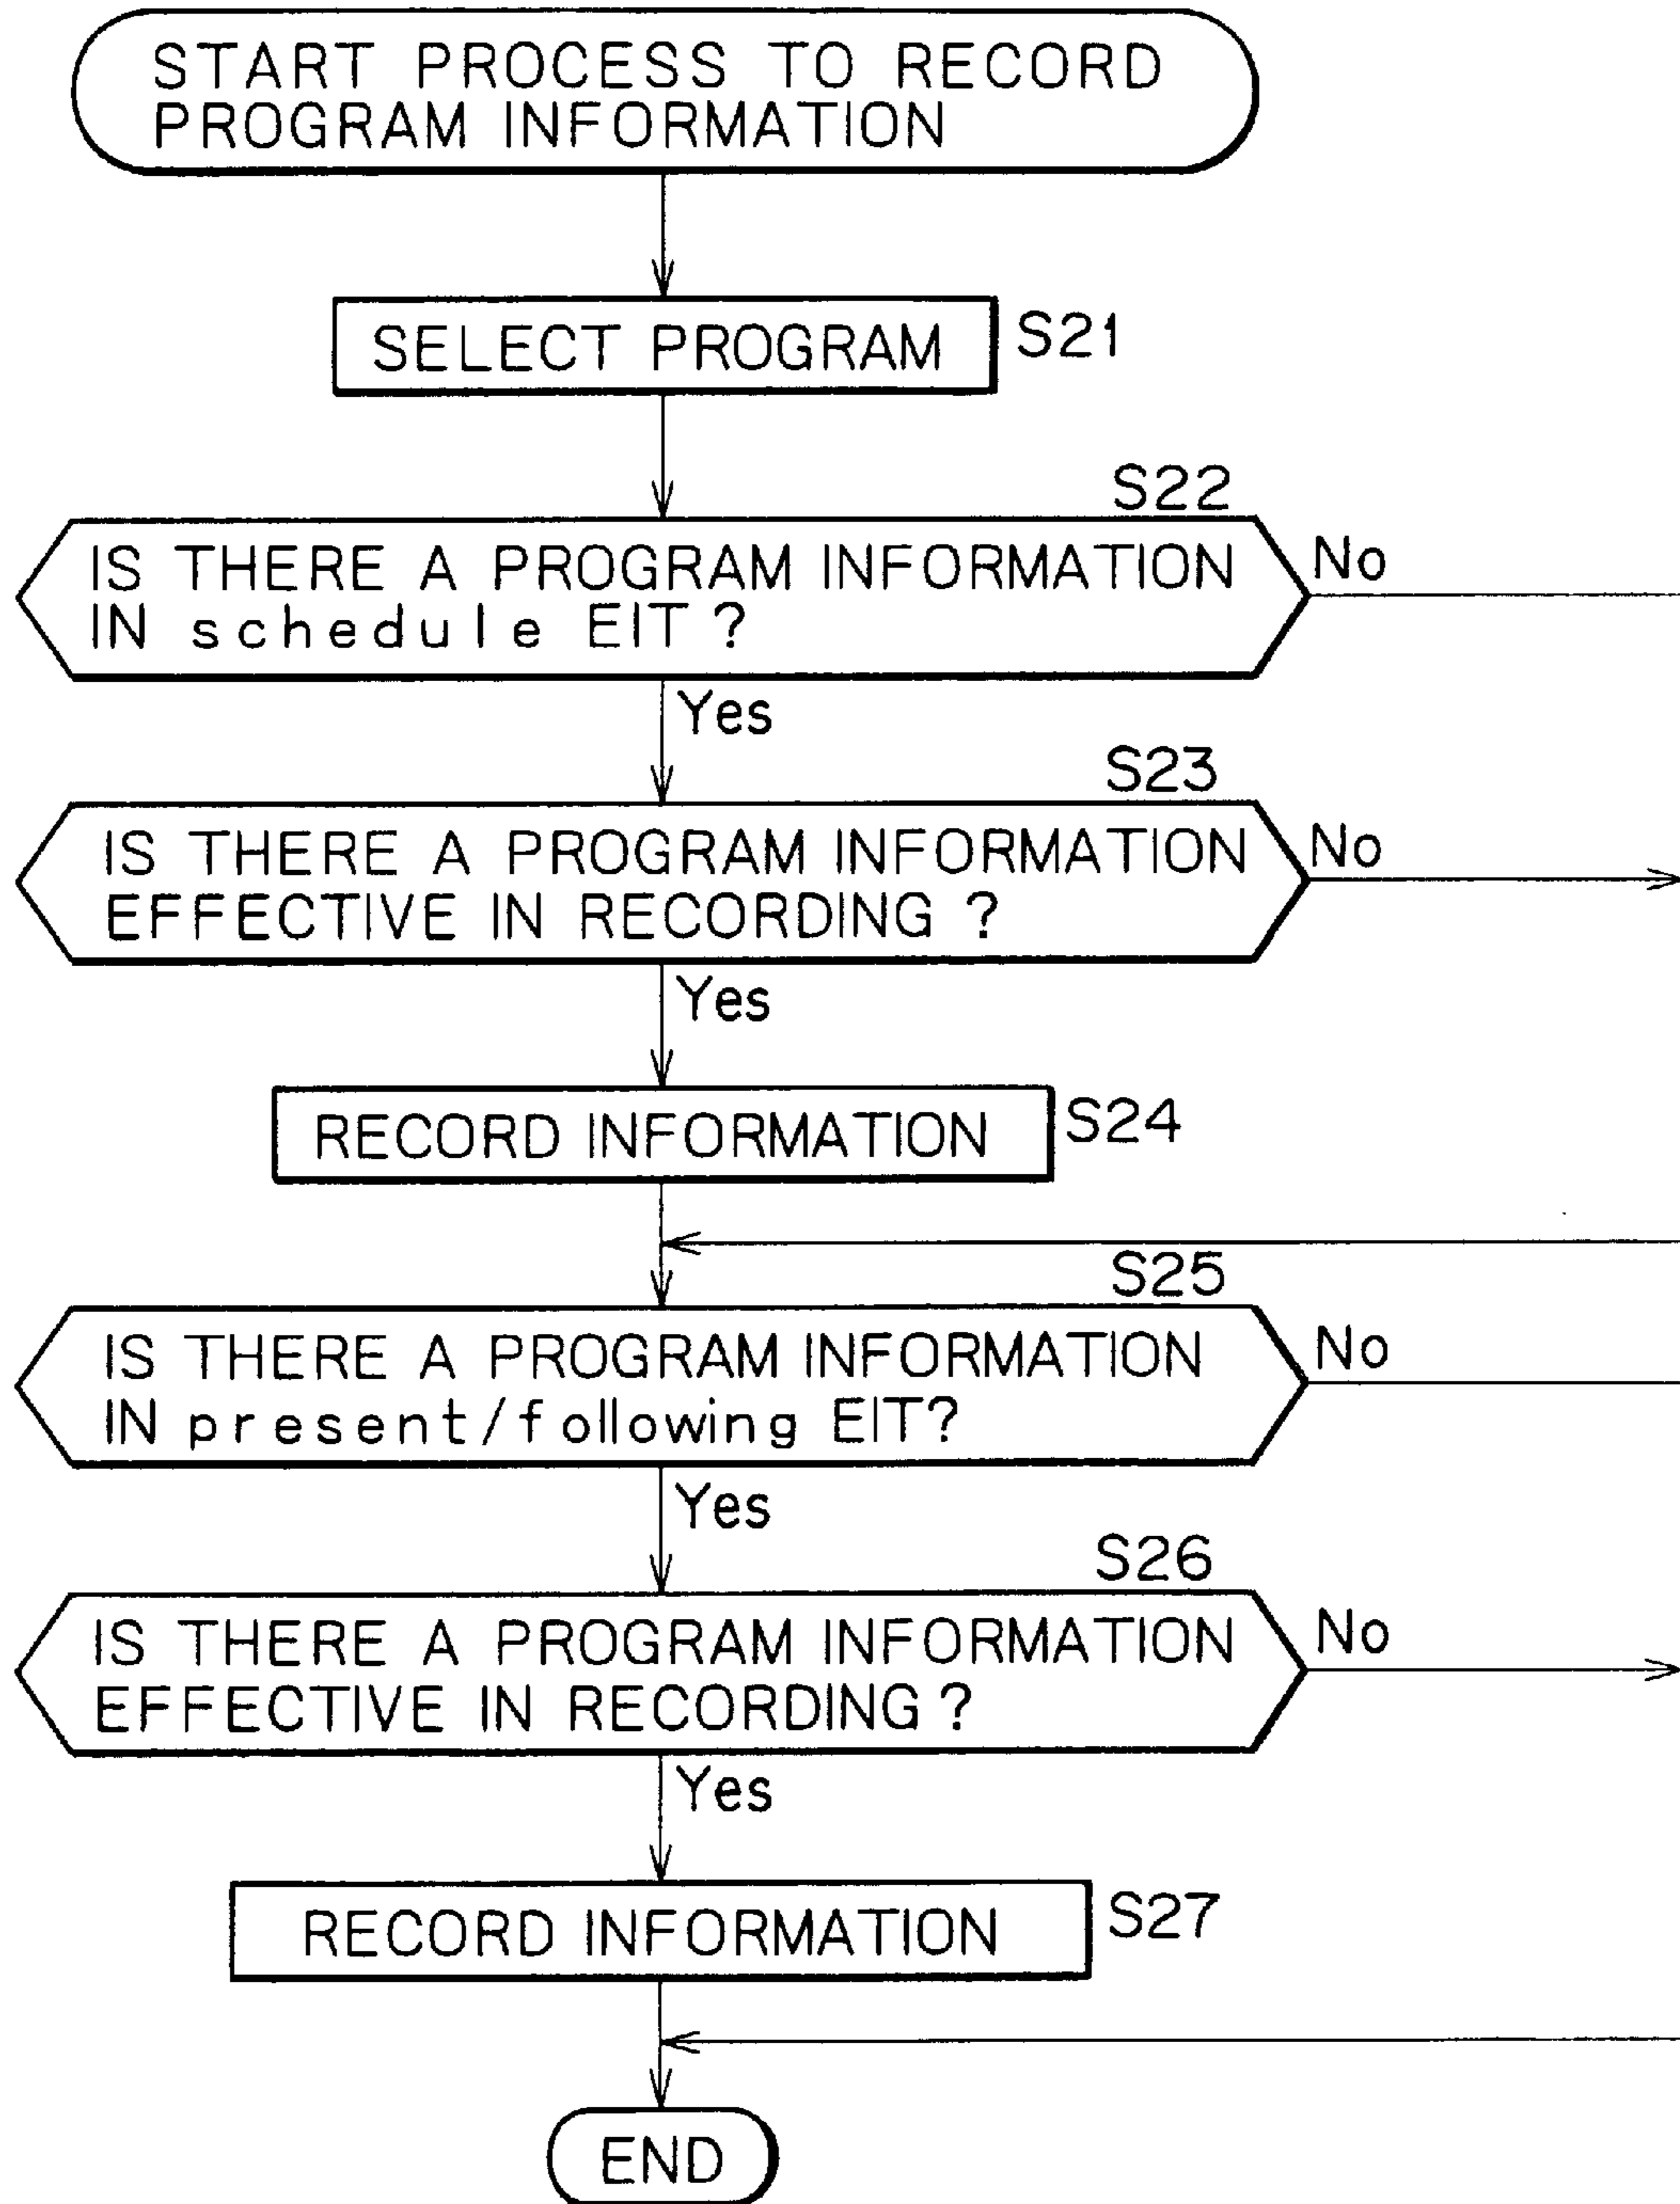 START PROCESS TO RECORD
PROGRAM INFORMATION
SELECT PROGRAM
S21
S22
IS THERE A PROGRAM INFORMATION
IN schedule EIT ?
No
Yes
S23
IS THERE A PROGRAM INFORMATION
EFFECTIVE IN RECORDING ?
No
Yes
RECORD INFORMATION
S24
S25
IS THERE A PROGRAM INFORMATION
IN present/following EIT?
No
Yes
S26
IS THERE A PROGRAM INFORMATION
EFFECTIVE IN RECORDING ?
No
Yes
RECORD INFORMATION
S27
END